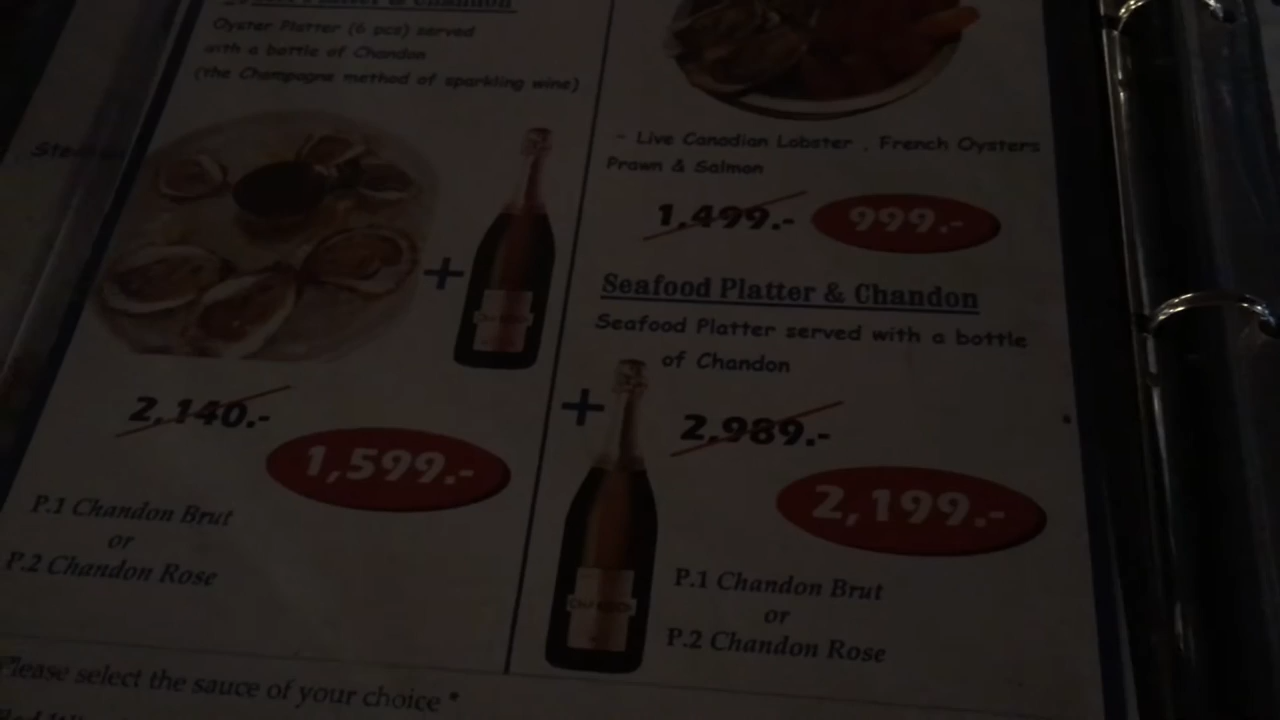 Platter & Chandon
Oyster Platter (6 pcs) served
with a bottle of Chandon
(the Champagne method of sparkling wine)
+
2,140.-
1,599.-
P.1 Chandon Brut
or
P.2 Chandon Rose
- Live Canadian Lobster , French Oysters
Prawn & Salmon
1,499.- 999.-
Seafood Platter & Chandon
Seafood Platter served with a bottle
of Chandon
+
CHANDON
2,989.-
2,199.-
P.1 Chandon Brut
or
P.2 Chandon Rose
Please select the sauce of your choice *